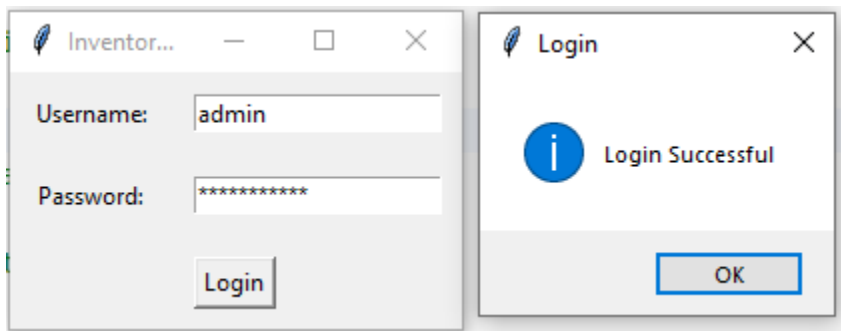 Inventor...
Username:
admin
Password:
***********
Login
Login
Login Successful
OK